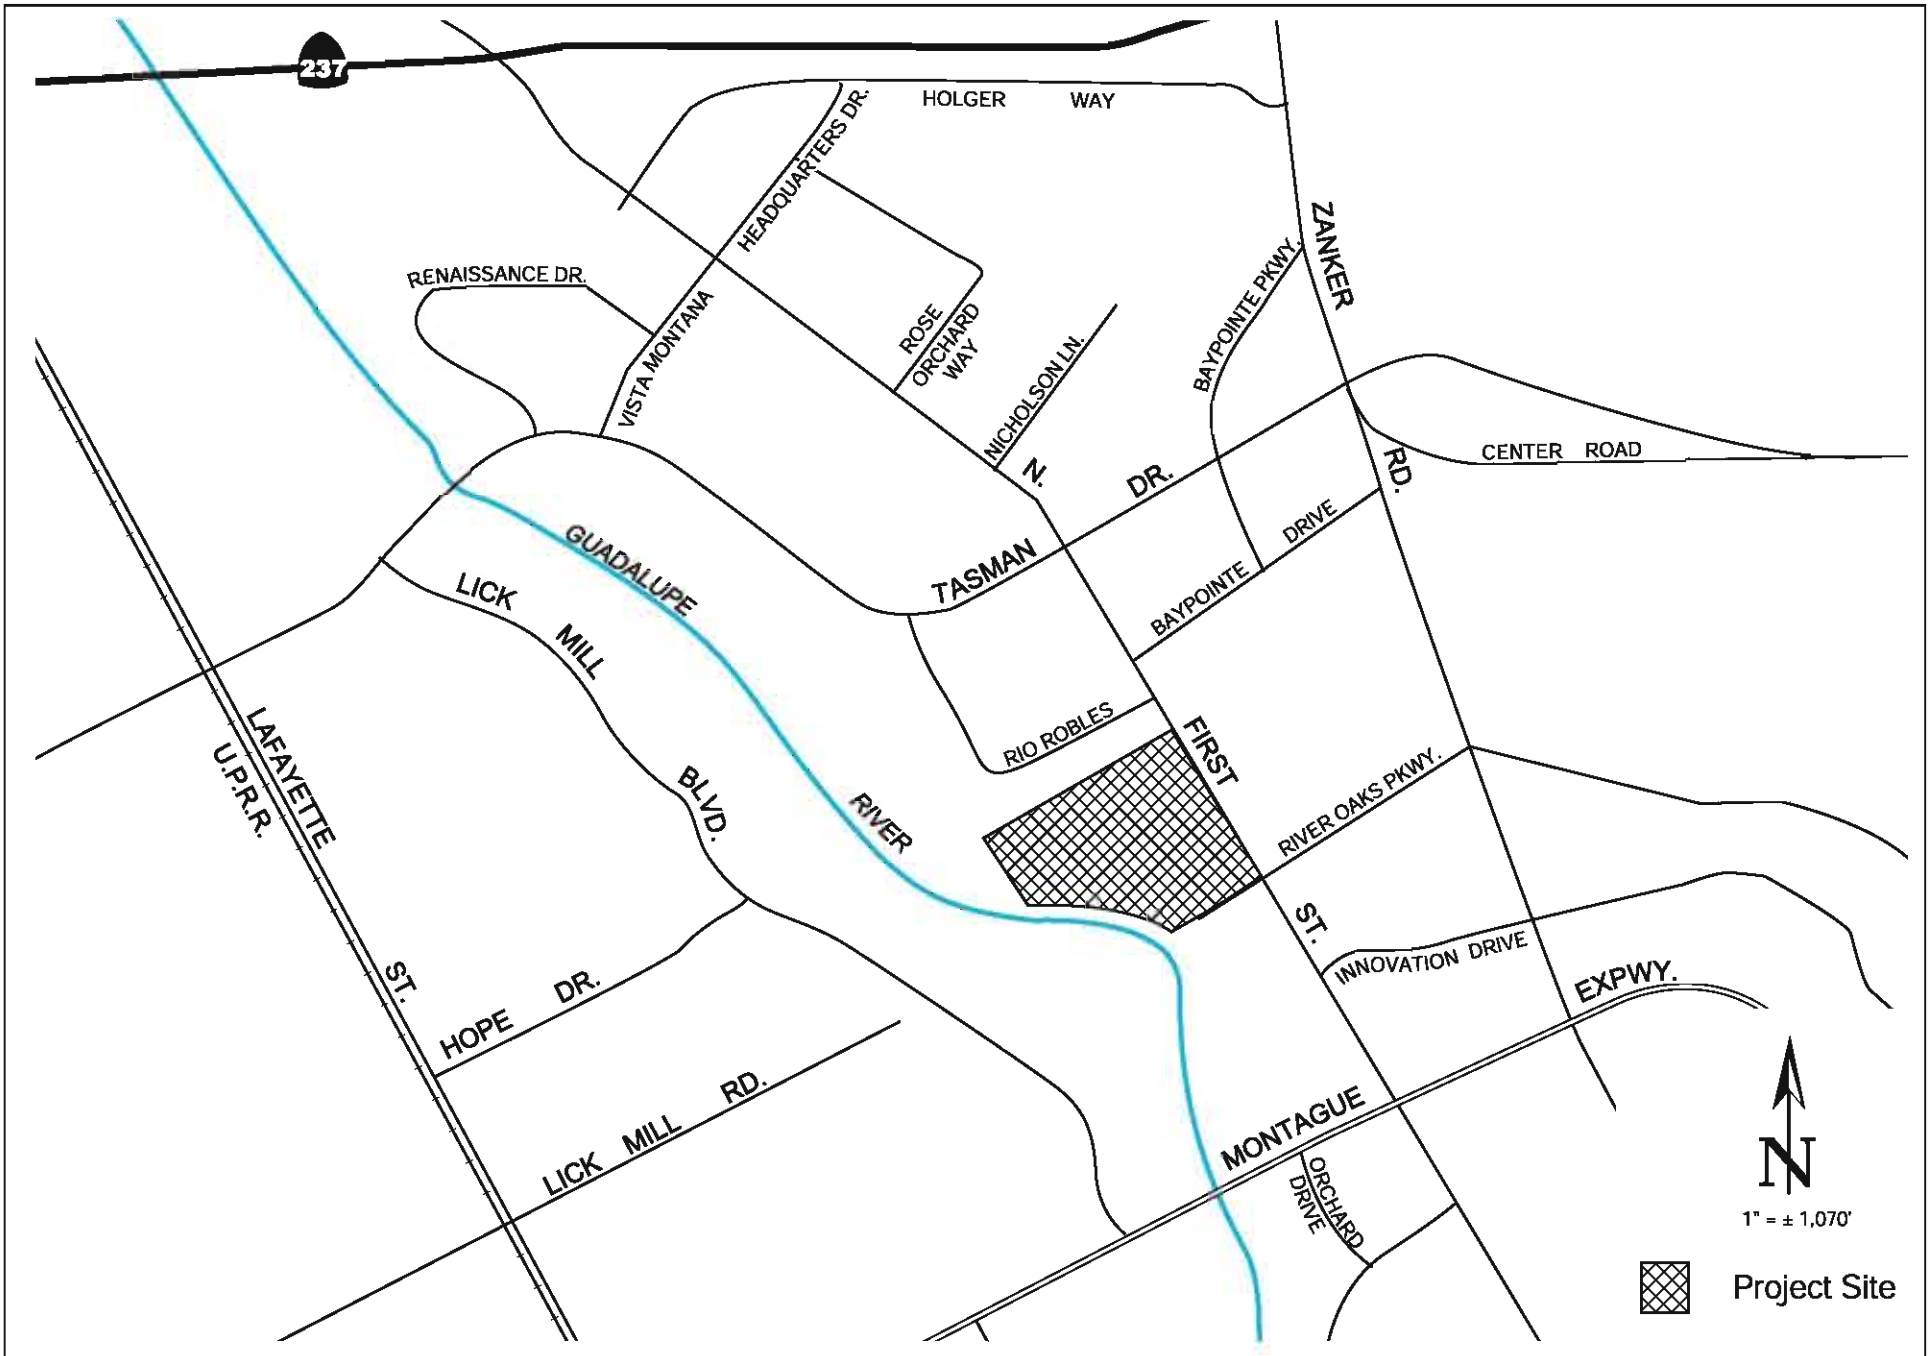 237
HOLGER WAY
HEADQUARTERS DR.
ZANKER
RD.
RENAISSANCE DR.
VISTA MONTANA
ROSE
ORCHARD
WAY
NICHOLSON LN.
BAYPOINTE PKWY.
CENTER ROAD
N.
FIRST
ST.
TASMAN
DR.
BAYPOINTE
DRIVE
GUADALUPE
RIVER
LICK
MILL
BLVD.
RIO ROBLES
RIVER OAKS PKWY.
LAFAYETTE
ST.
U.P.R.R.
INNOVATION DRIVE
HOPE DR.
LICK MILL RD.
MONTAGUE
EXPWY.
ORCHARD
DRIVE
N
1" = ± 1,070'
Project Site